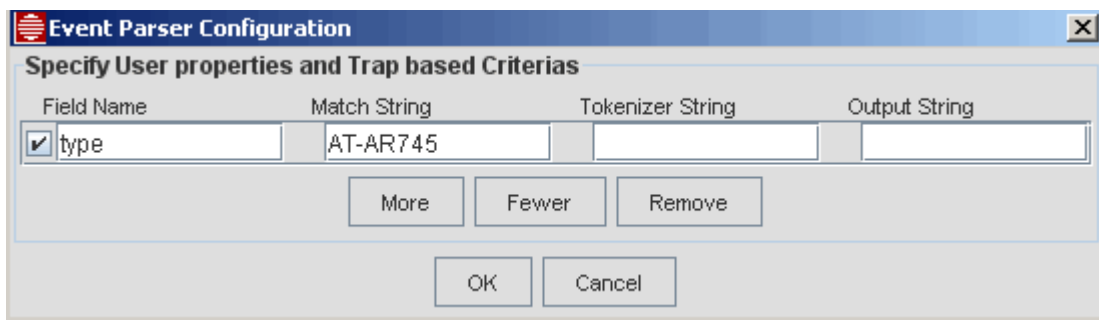 Event Parser Configuration
Specify User properties and Trap based Criterias
Field Name Match String Tokenizer String Output String
type AT-AR745
More Fewer Remove
OK Cancel